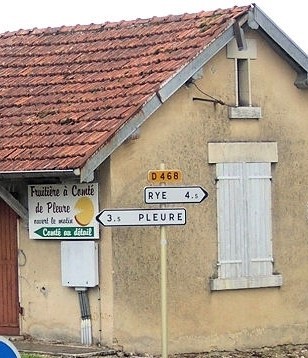 Fruitière à Comté
de Pleure
ouvert le matin
Comté au détail
D 468
RYE 4.5
3.5 PLEURE